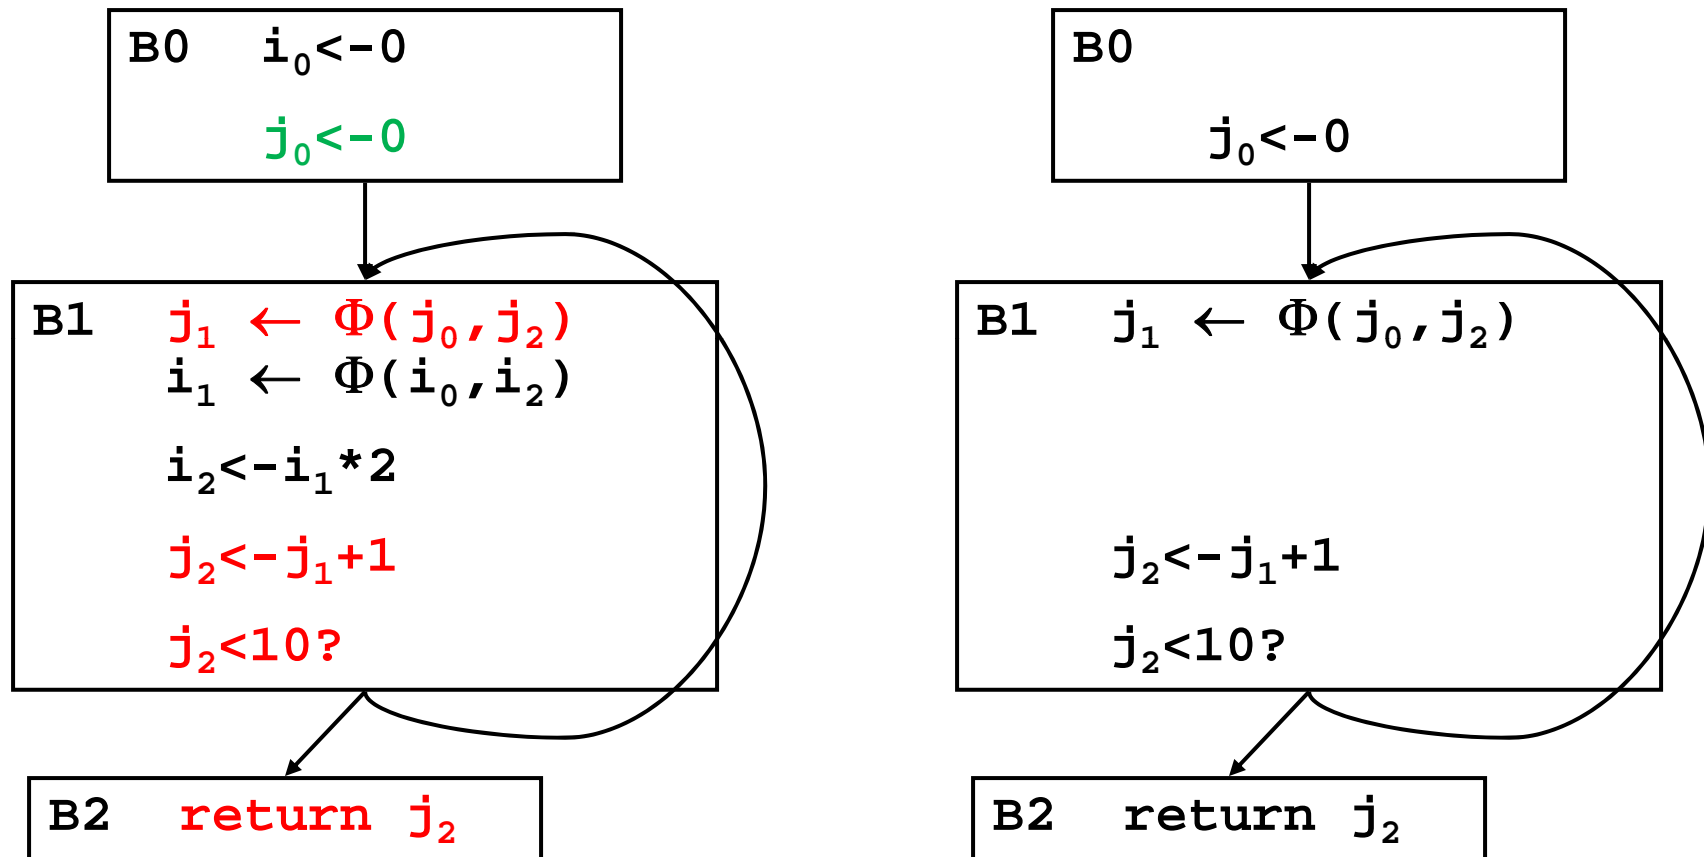 B0 i₀<-0
j₀<-0
B1 j₁ ← Φ(j₀,j₂)
i₁ ← Φ(i₀,i₂)
i₂<-i₁*2
j₂<-j₁+1
j₂<10?
B2 return j₂
B0
j₀<-0
B1 j₁ ← Φ(j₀,j₂)
j₂<-j₁+1
j₂<10?
B2 return j₂